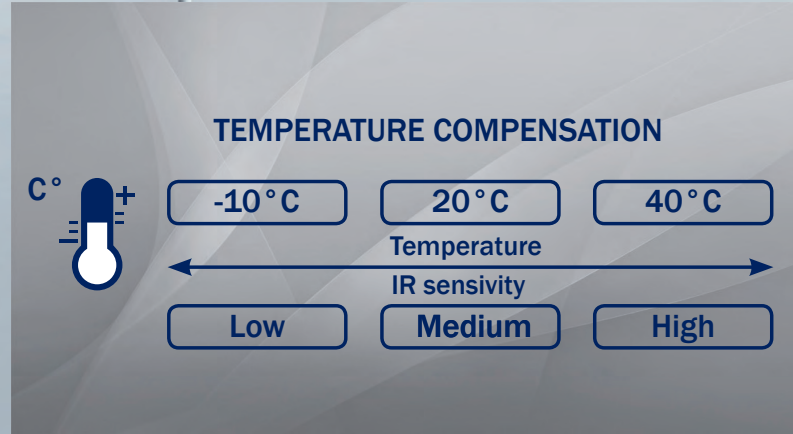 TEMPERATURE COMPENSATION
C°
-10°C 20°C 40°C
Temperature
IR sensivity
Low Medium High